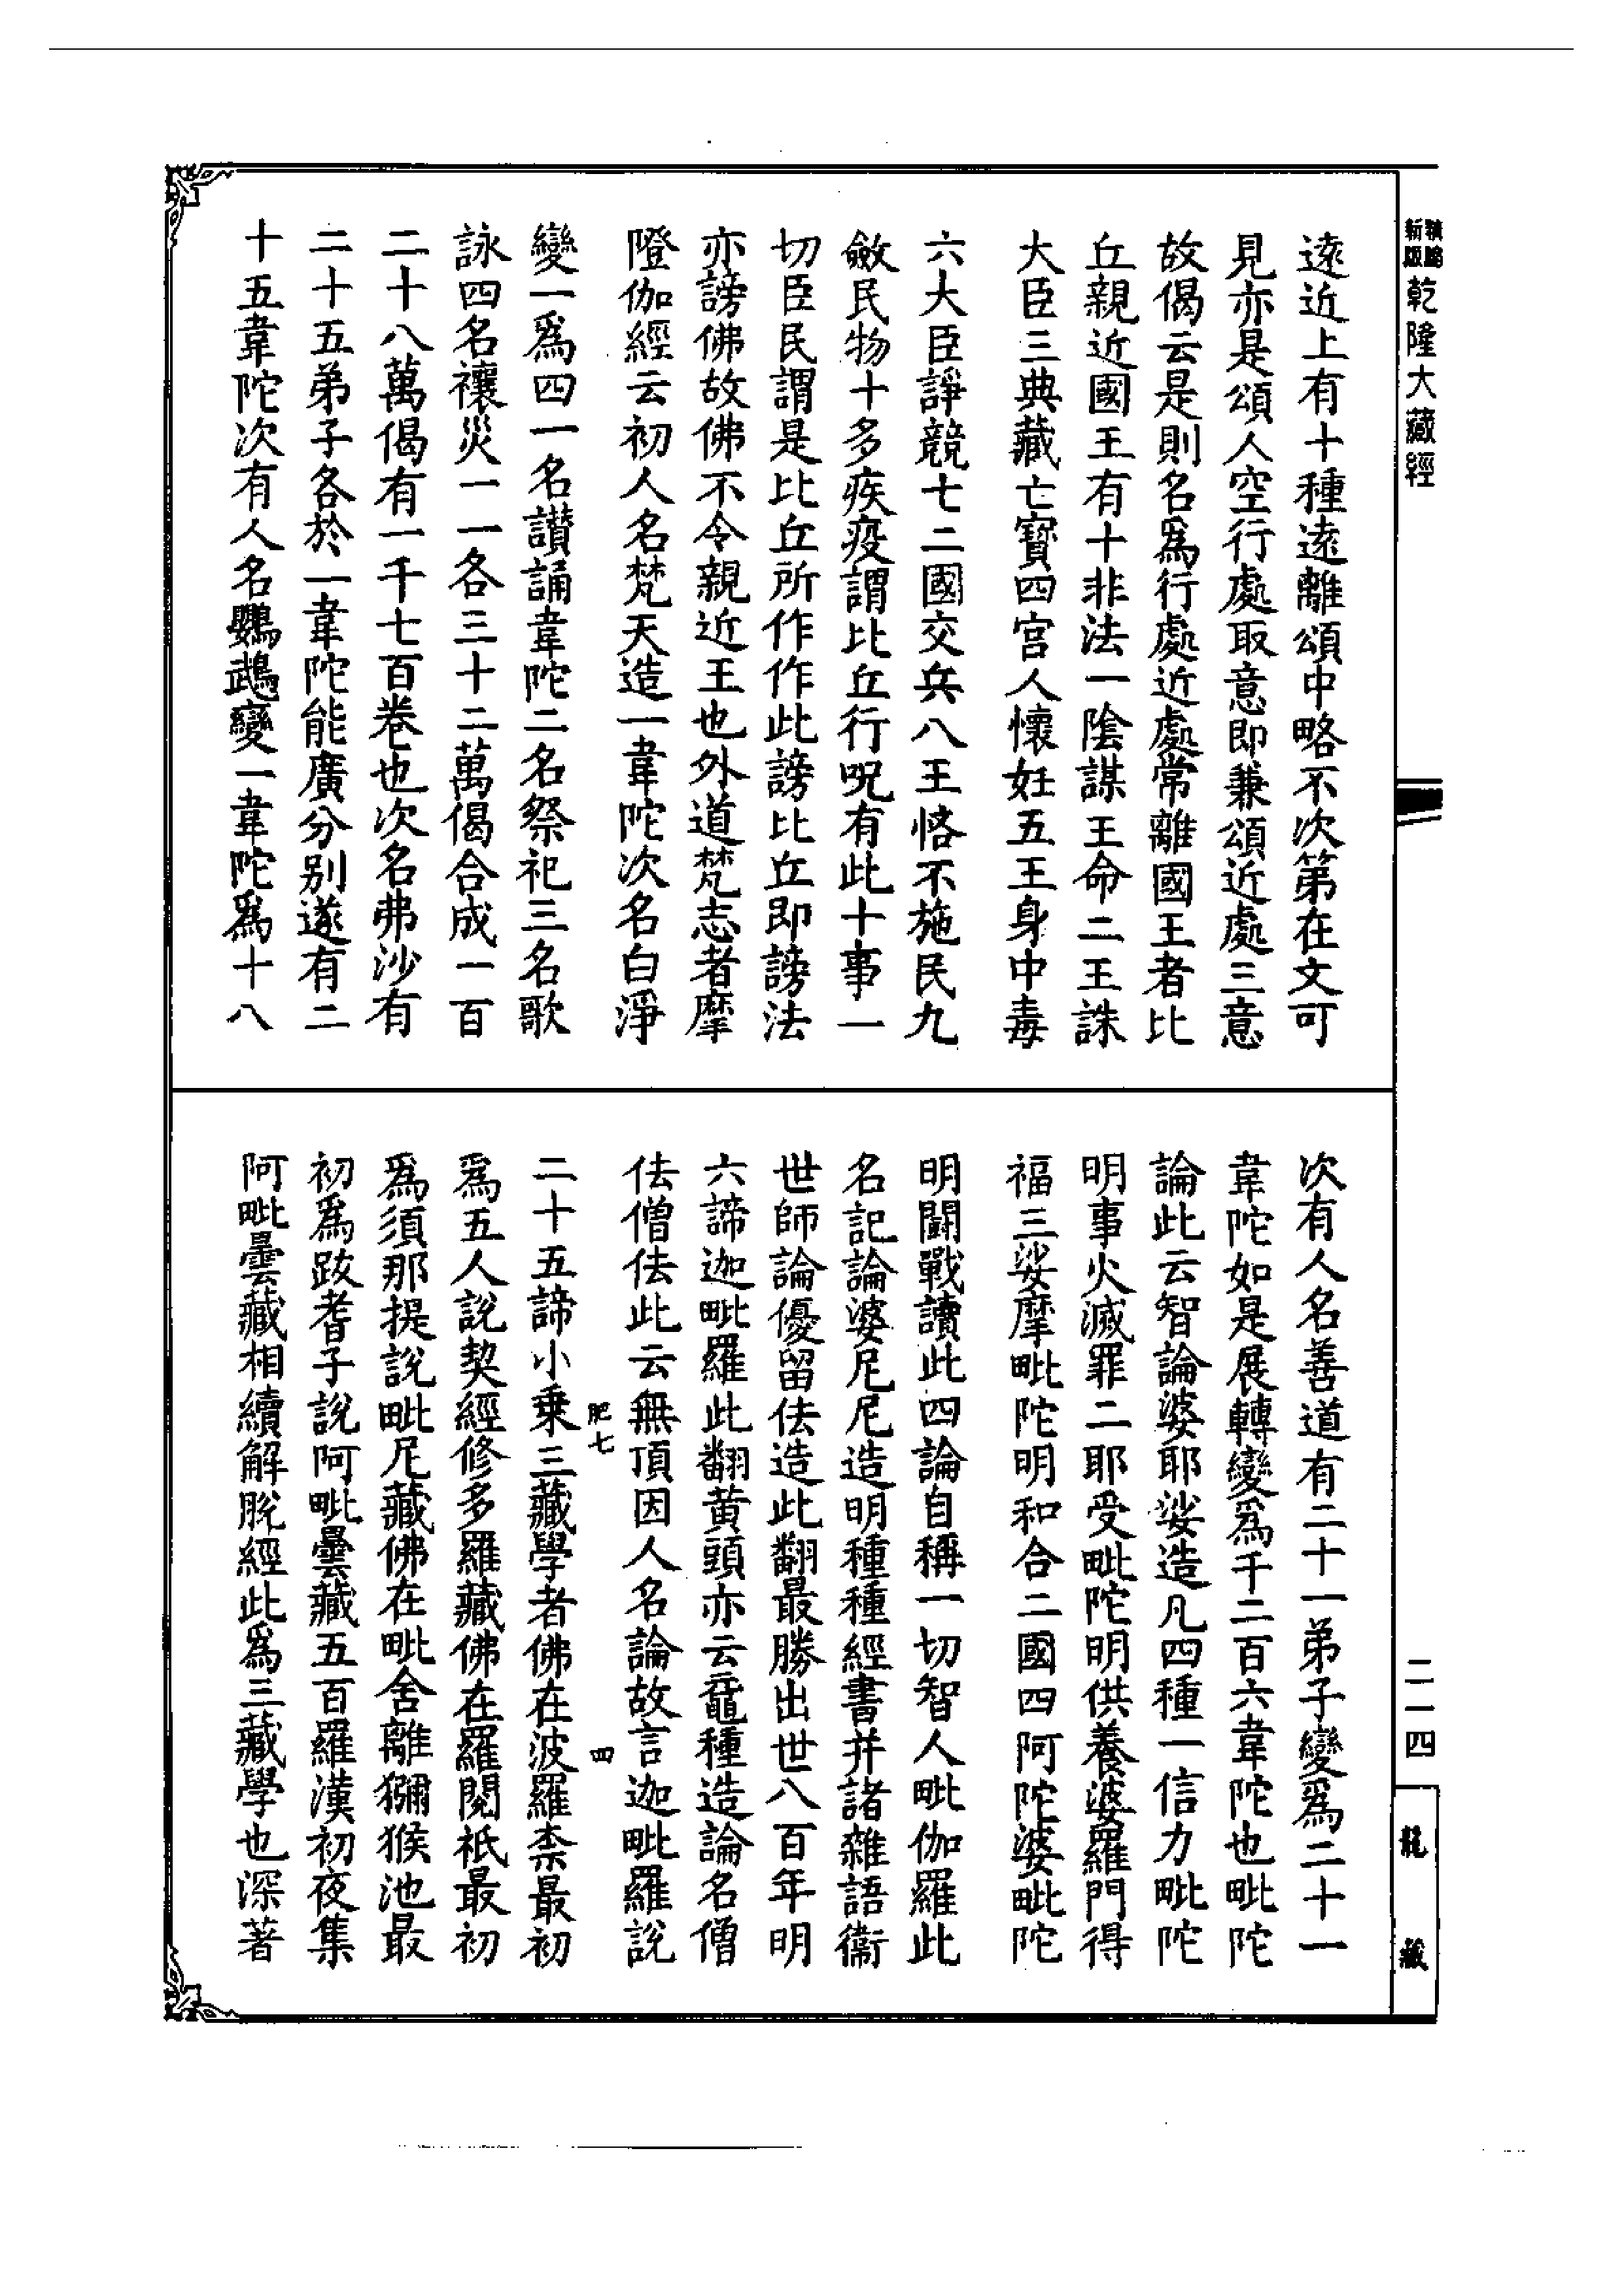 乾隆大藏經
遠近上有十種遠離頌中略不次第在文可
見亦是頌人空行處取意即兼頌近處三意
故偈云是則名爲行處近處常離國王者比
丘親近國王有十非法一陰謀王命二王誅
大臣三典藏亡寶四宮人懷妊五王身中毒
六大臣諍競七二國交兵八王悋不施民九
斂民物十多疾疫謂比丘行呪有此十事一
切臣民謂是比丘所作作此謗比丘即謗法
亦謗佛故佛不令親近王也外道梵志者摩
隥伽經云初人名梵天造一韋陀次名白淨
變一爲四一名讃誦韋陀二名祭祀三名歌
詠四名禳災一一各三十二萬偈合成一百
二十八萬偈有一千七百卷也次名弗沙有
二十五弟子各於一韋陀能廣分別遂有二
十五韋陀次有人名鸚鵡變一韋陀爲十八
次有人名善道有二十一弟子變爲二十一
韋陀如是展轉變爲千二百六韋陀也毗陀
論此云智論婆耶娑造凡四種一信力毗陀
明事火滅罪二耶受毗陀明供養婆羅門得
福三娑摩毗陀明和合二國四阿陀婆毗陀
明鬬戰讀此四論自稱一切智人毗伽羅此
名記論婆尼尼造明種種經書并諸雜語衞
世師論優留佉造此翻最勝出世八百年明
六諦迦毗羅此翻黄頭亦云龜種造論名僧
佉僧佉此云無頂因人名論故言迦毗羅說
二十五諦小乗三藏學者佛在波羅柰最初
爲五人說契經修多羅藏佛在羅閱祇最初
爲須那提說毗尼藏佛在毗舍離獼猴池最
初爲跋耆子說阿毗曇藏五百羅漢初夜集
阿毗曇藏相續解脫經此爲三藏學也深著
肥七
四
二一四
龍藏